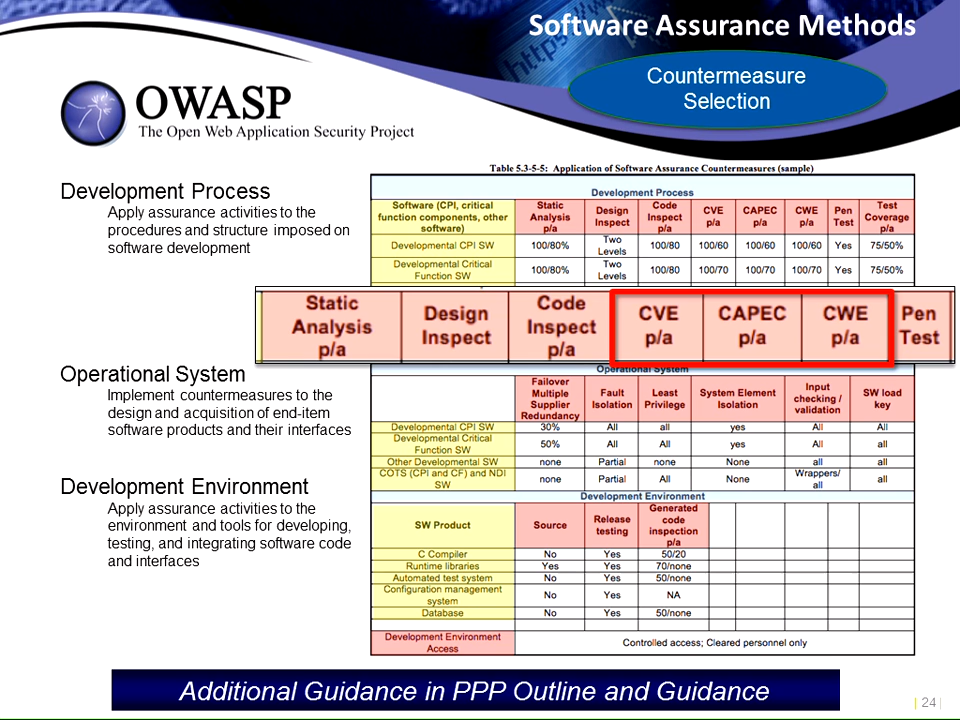 Software Assurance Methods
https
Countermeasure
Selection
OWASP
The Open Web Application Security Project
Development Process
Apply assurance activities to the
procedures and structure imposed on
software development
Operational System
Implement countermeasures to the
design and acquisition of end-item
software products and their interfaces
Development Environment
Apply assurance activities to the
environment and tools for developing,
testing, and integrating software code
and interfaces
Table 5.3-5-5: Application of Software Assurance Countermeasures (sample)
Development Process
Software (CPI, critical function components, other software) Static Analysis p/a Design Inspect Code Inspect p/a CVE p/a CAPEC p/a CWE p/a Pen Test Test Coverage p/a
Developmental CPI SW 100/80% Two Levels 100/80 100/60 100/60 100/60 Yes 75/50%
Developmental Critical Function SW 100/80% Two Levels 100/80 100/70 100/70 100/70 Yes 75/50%
Static Analysis p/a Design Inspect Code Inspect p/a CVE p/a CAPEC p/a CWE p/a Pen Test
Operational System
Failover Multiple Supplier Redundancy Fault Isolation Least Privilege System Element Isolation Input checking / validation SW load key
Developmental CPI SW 30% All all yes All All
Developmental Critical Function SW 50% All All yes All all
Other Developmental SW none Partial none None all all
COTS (CPI and CF) and NDI SW none Partial All None Wrappers/ all all
Development Environment
SW Product Source Release testing Generated code inspection p/a
C Compiler No Yes 50/20
Runtime libraries Yes Yes 70/none
Automated test system No Yes 50/none
Configuration management system No Yes NA
Database No Yes 50/none
Development Environment Access Controlled access; Cleared personnel only
Additional Guidance in PPP Outline and Guidance
| 24 |